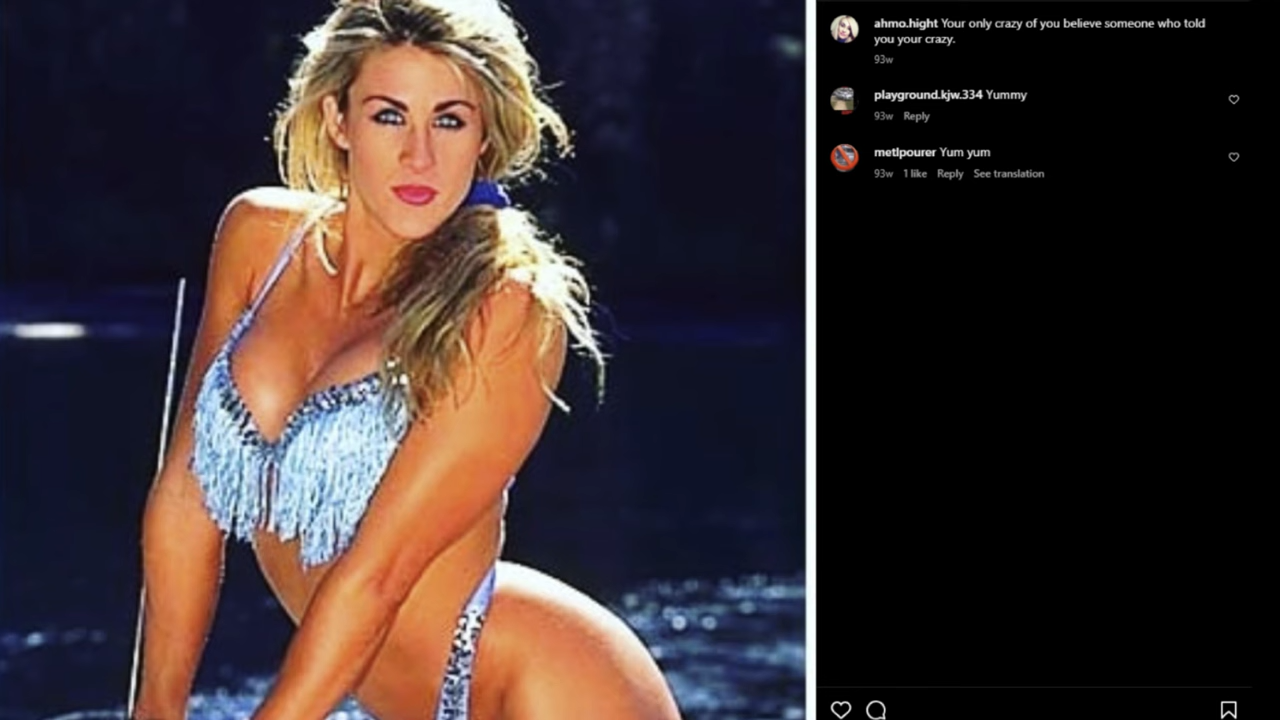 ahmo.hight Your only crazy of you believe someone who told
you your crazy.
93w
playground.kjw.334 Yummy
93w Reply
metlpourer Yum yum
93w 1 like Reply See translation